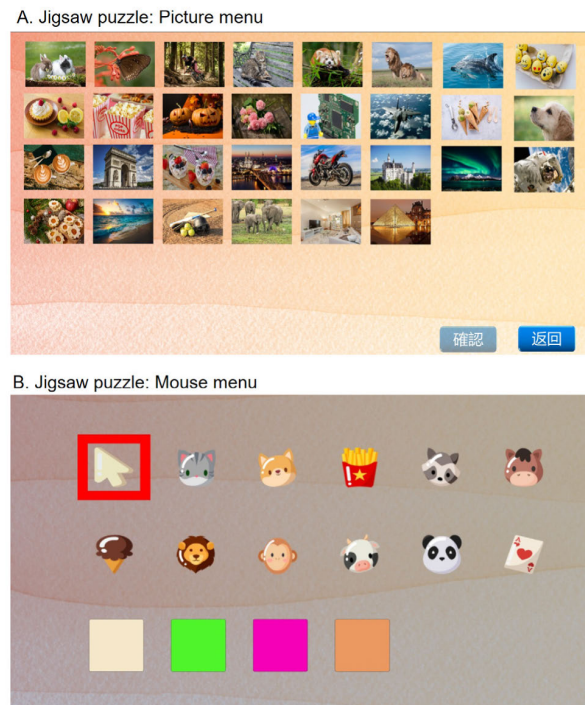 A. Jigsaw puzzle: Picture menu
確認
返回
B. Jigsaw puzzle: Mouse menu